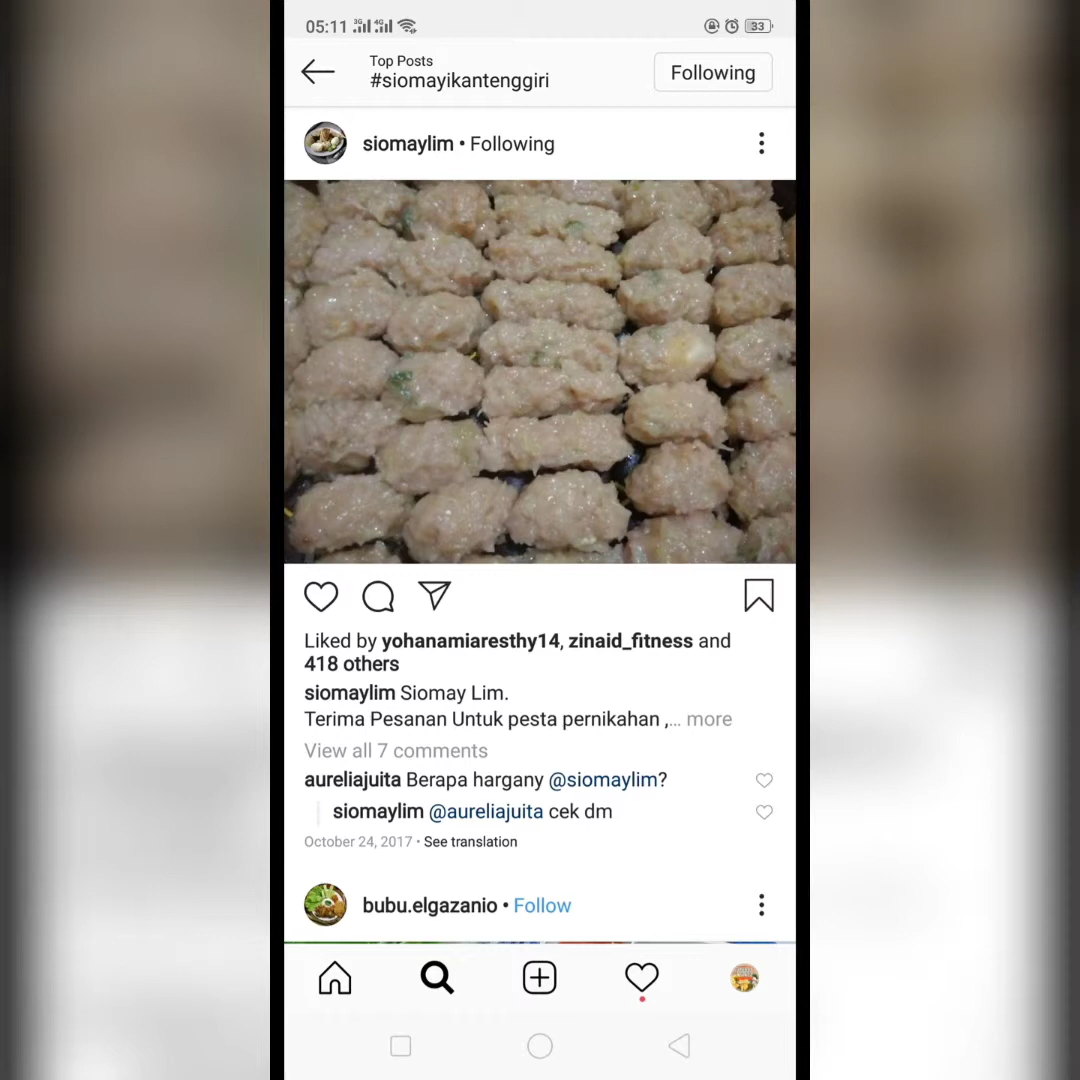 05:11 3G 4G 33
Top Posts
#siomayikantenggiri
Following
siomaylim • Following
Liked by yohanamiaresthy14, zinaid_fitness and
418 others
siomaylim Siomay Lim.
Terima Pesanan Untuk pesta pernikahan ,... more
View all 7 comments
aureliajuita Berapa hargany @siomaylim?
siomaylim @aureliajuita cek dm
October 24, 2017 • See translation
bubu.elgazanio • Follow